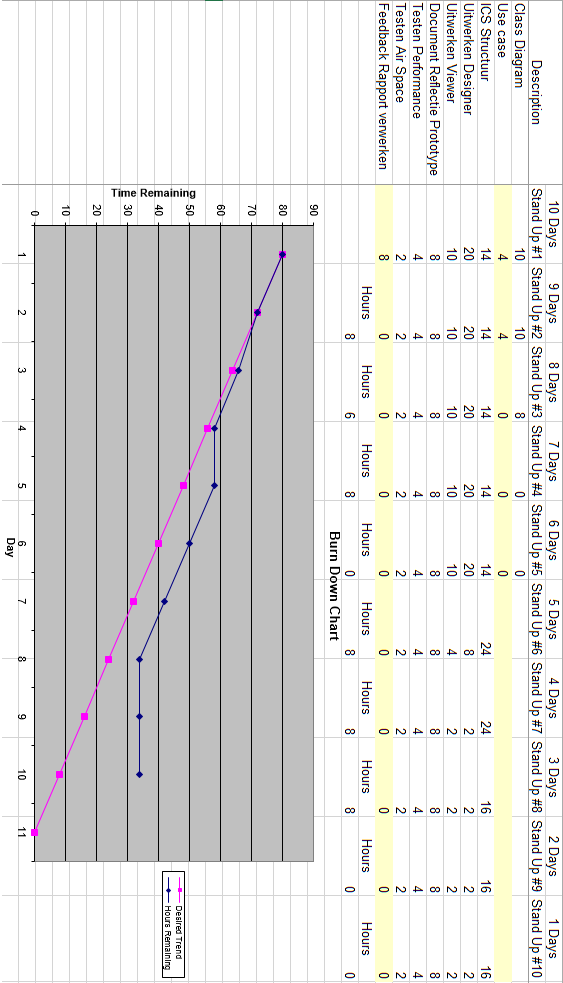 10 Days 9 Days 8 Days 7 Days 6 Days 5 Days 4 Days 3 Days 2 Days 1 Days
Description Stand Up #1 Stand Up #2 Stand Up #3 Stand Up #4 Stand Up #5 Stand Up #6 Stand Up #7 Stand Up #8 Stand Up #9 Stand Up #10
Class Diagram 10 10 8 0 0
Use case 4 4 0 0 0
ICS Structuur 14 14 14 14 14 24 24 16 16 16
Uitwerken Designer 20 20 20 20 20 8 2 2 2 2
Uitwerken Viewer 10 10 10 10 10 4 2 2 2 2
Document Reflectie Prototype 8 8 8 8 8 8 8 8 8 8
Testen Performance 4 4 4 4 4 4 4 4 4 4
Testen Air Space 2 2 2 2 2 2 2 2 2 2
Feedback Rapport verwerken 8 0 0 0 0 0 0 0 0 0
Hours Hours Hours Hours Hours Hours Hours Hours Hours
8 6 8 0 8 8 8 0 0
Burn Down Chart
90
80
70
60
50
40
30
20
10
0
Time Remaining
1 2 3 4 5 6 7 8 9 10 11
Day
Desired Trend
Hours Remaining